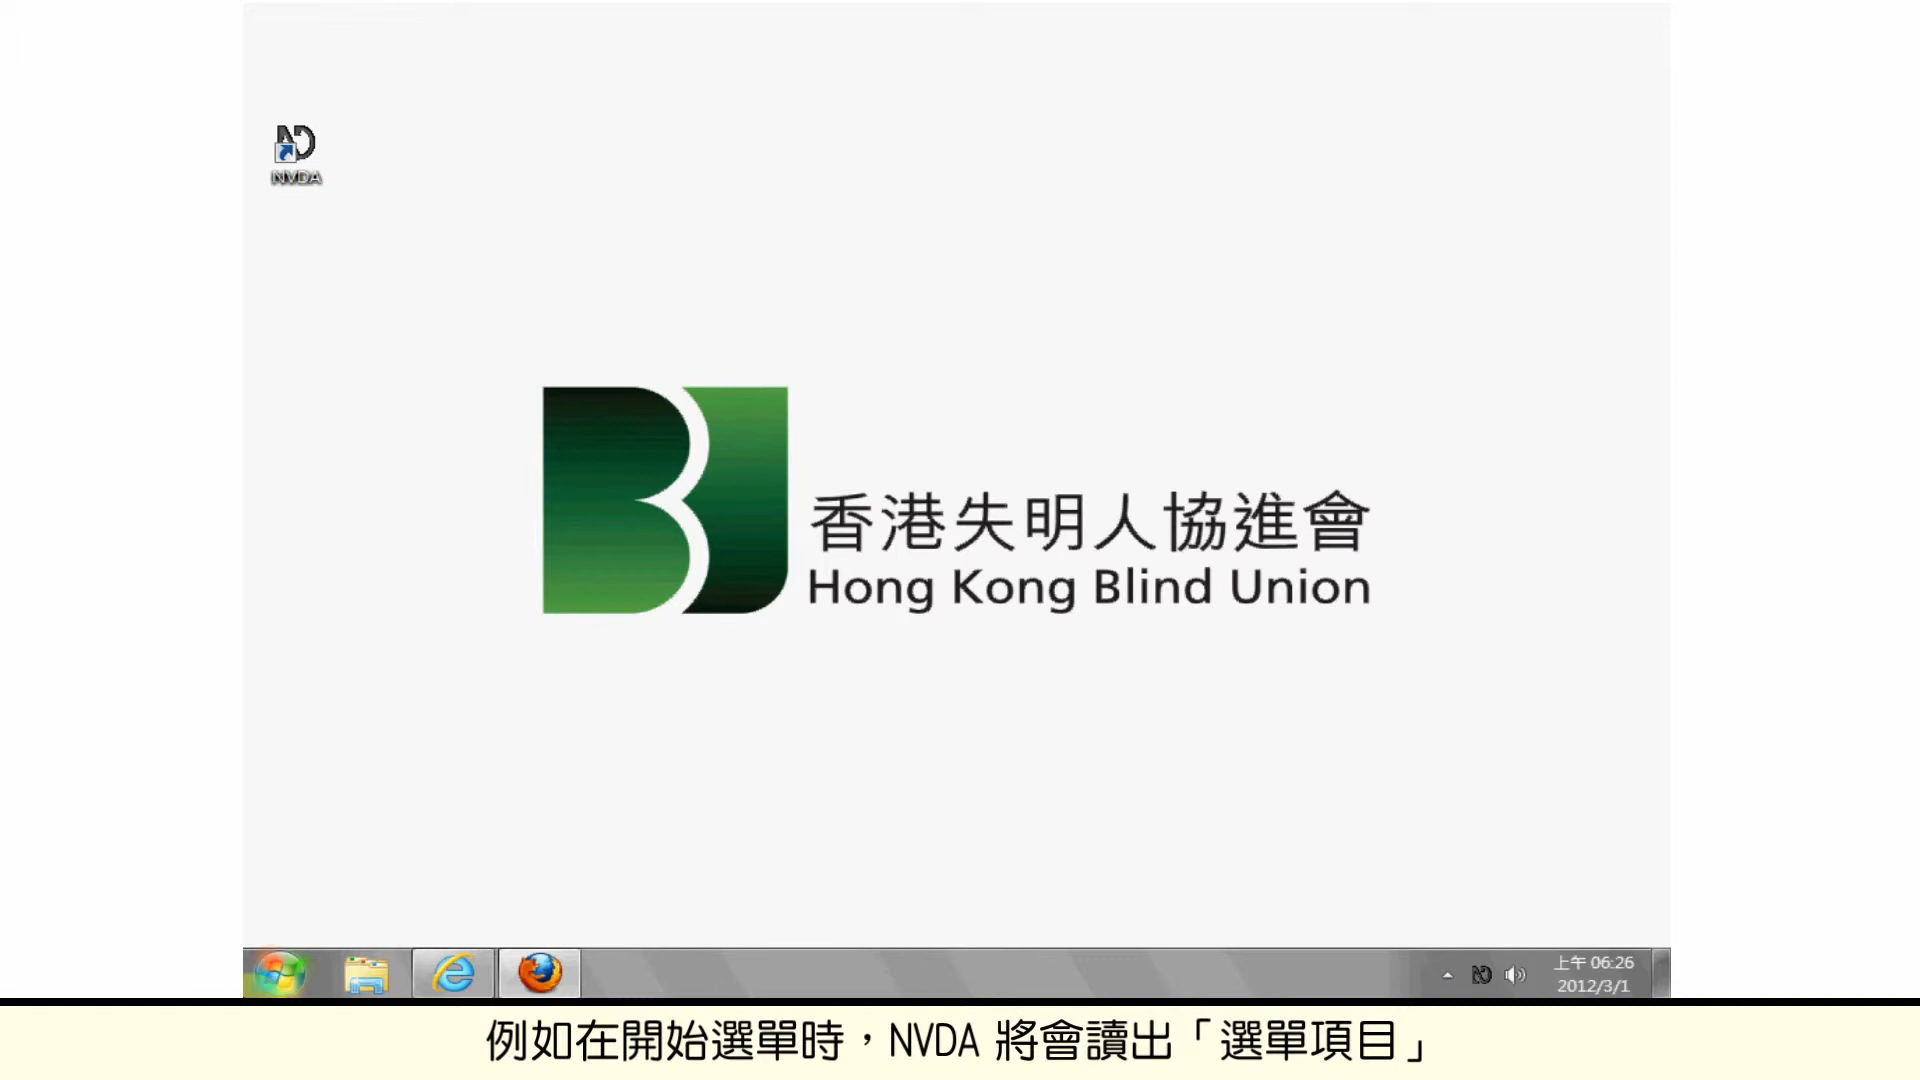 NVDA
香港失明人協進會
Hong Kong Blind Union
上午 06:26
2012/3/1
例如在開始選單時，NVDA 將會讀出「選單項目」